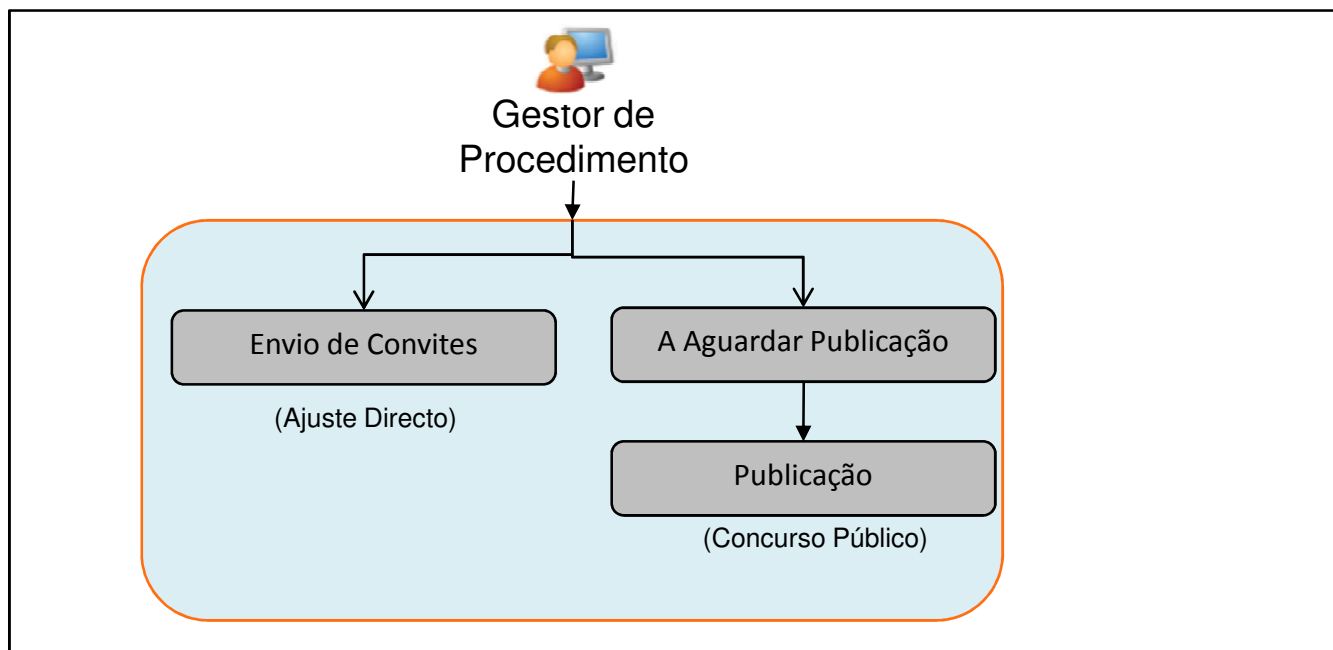 Gestor de
Procedimento
Envio de Convites
(Ajuste Directo)
A Aguardar Publicação
Publicação
(Concurso Público)